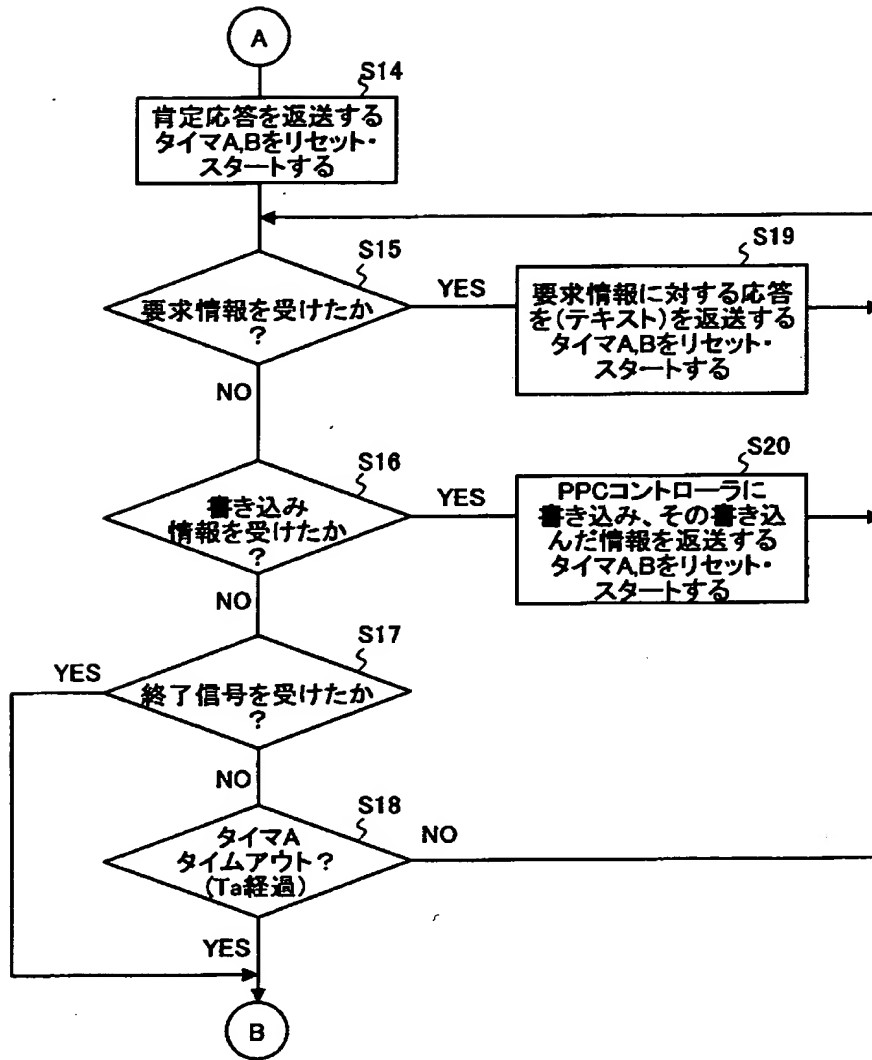 A
S14
肯定応答を返送する
タイマA,Bをリセット・
スタートする
S15
要求情報を受けたか
?
YES
NO
S19
要求情報に対する応答
を(テキスト)を返送する
タイマA,Bをリセット・
スタートする
S16
書き込み
情報を受けたか
?
YES
NO
S20
PPCコントローラに
書き込み、その書き込
んだ情報を返送する
タイマA,Bをリセット・
スタートする
S17
終了信号を受けたか
?
YES
NO
S18
タイマA
タイムアウト?
(Ta経過)
NO
YES
B